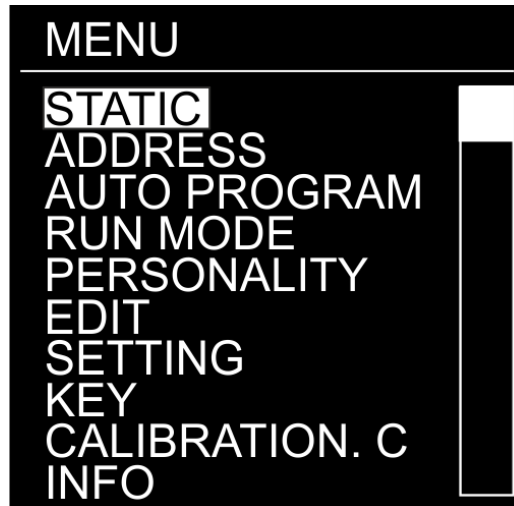 MENU
STATIC
ADDRESS
AUTO PROGRAM
RUN MODE
PERSONALITY
EDIT
SETTING
KEY
CALIBRATION. C
INFO